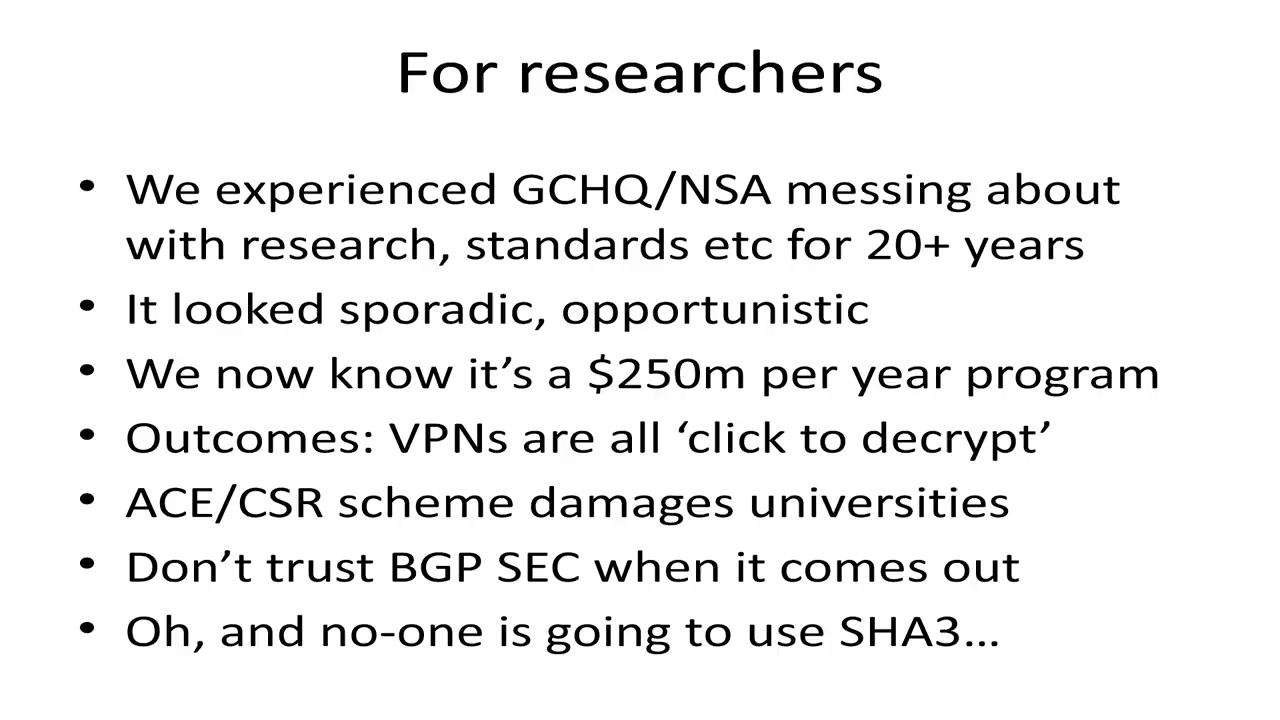 For researchers
• We experienced GCHQ/NSA messing about
with research, standards etc for 20+ years
• It looked sporadic, opportunistic
• We now know it’s a $250m per year program
• Outcomes: VPNs are all ‘click to decrypt’
• ACE/CSR scheme damages universities
• Don’t trust BGP SEC when it comes out
• Oh, and no-one is going to use SHA3…